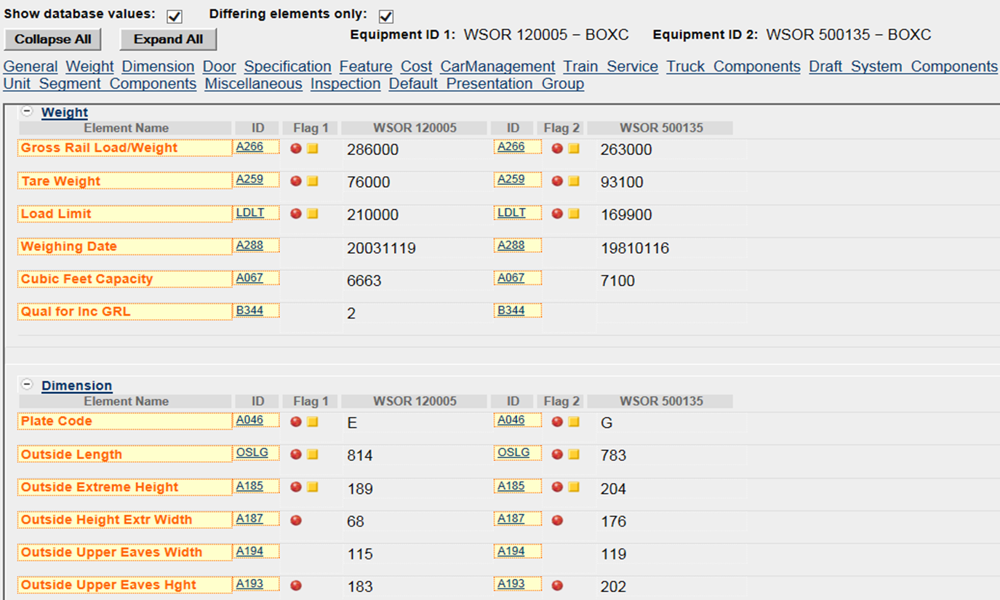 Show database values: Differing elements only:
Collapse All Expand All Equipment ID 1: WSOR 120005 – BOXC Equipment ID 2: WSOR 500135 – BOXC
General Weight Dimension Door Specification Feature Cost CarManagement Train Service Truck Components Draft System Components
Unit Segment Components Miscellaneous Inspection Default Presentation Group
Weight
Element Name ID Flag 1 WSOR 120005 ID Flag 2 WSOR 500135
Gross Rail Load/Weight A266 286000 A266 263000
Tare Weight A259 76000 A259 93100
Load Limit LDLT 210000 LDLT 169900
Weighing Date A288 20031119 A288 19810116
Cubic Feet Capacity A067 6663 A067 7100
Qual for Inc GRL B344 2 B344
Dimension
Element Name ID Flag 1 WSOR 120005 ID Flag 2 WSOR 500135
Plate Code A046 E A046 G
Outside Length OSLG 814 OSLG 783
Outside Extreme Height A185 189 A185 204
Outside Height Extr Width A187 68 A187 176
Outside Upper Eaves Width A194 115 A194 119
Outside Upper Eaves Hght A193 183 A193 202